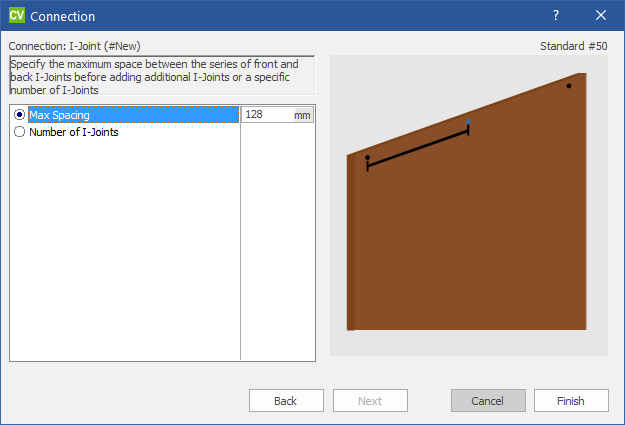 CV Connection ?
Connection: I-Joint (#New) Standard #50
Specify the maximum space between the series of front and
back I-Joints before adding additional I-Joints or a specific
number of I-Joints
Max Spacing 128 mm
Number of I-Joints
Back Next Cancel Finish